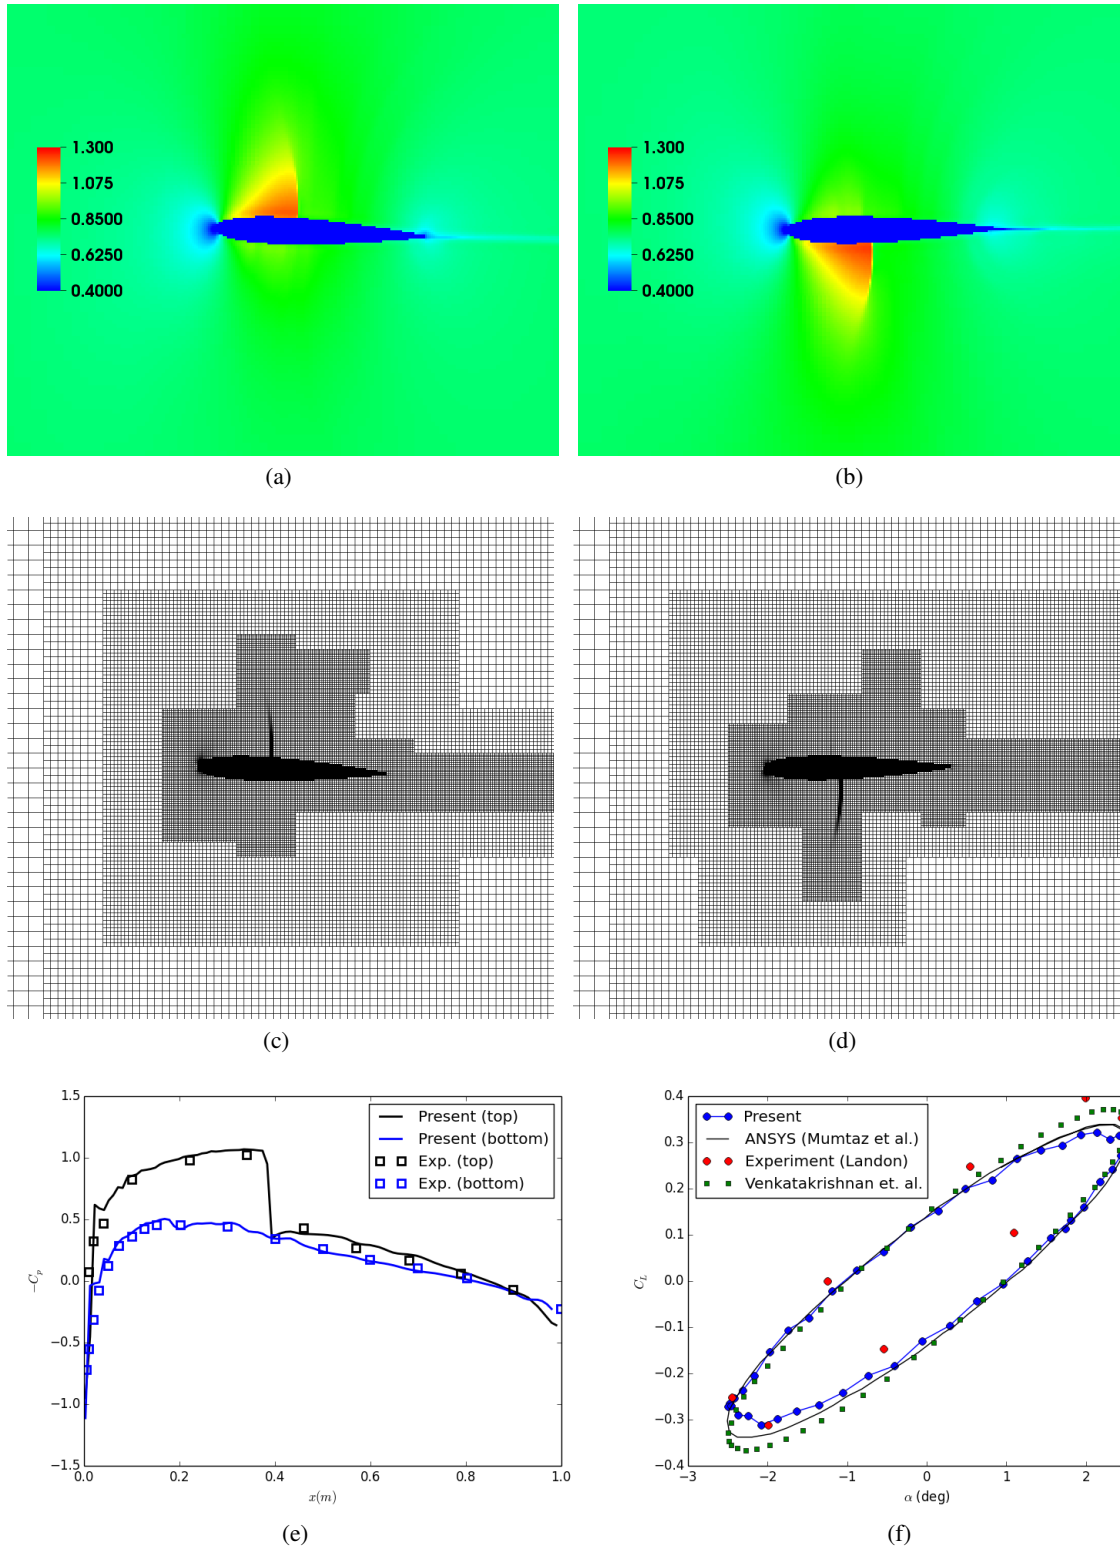 1.300
1.075
0.8500
0.6250
0.4000
(a)
1.300
1.075
0.8500
0.6250
0.4000
(b)
(c)
(d)
1.5
1.0
0.5
0.0
−0.5
−1.0
−1.5
−C_p
0.0 0.2 0.4 0.6 0.8 1.0
x(m)
Present (top)
Present (bottom)
Exp. (top)
Exp. (bottom)
(e)
0.4
0.3
0.2
0.1
0.0
−0.1
−0.2
−0.3
−0.4
C_L
−3 −2 −1 0 1 2
α (deg)
Present
ANSYS (Mumtaz et al.)
Experiment (Landon)
Venkatakrishnan et. al.
(f)